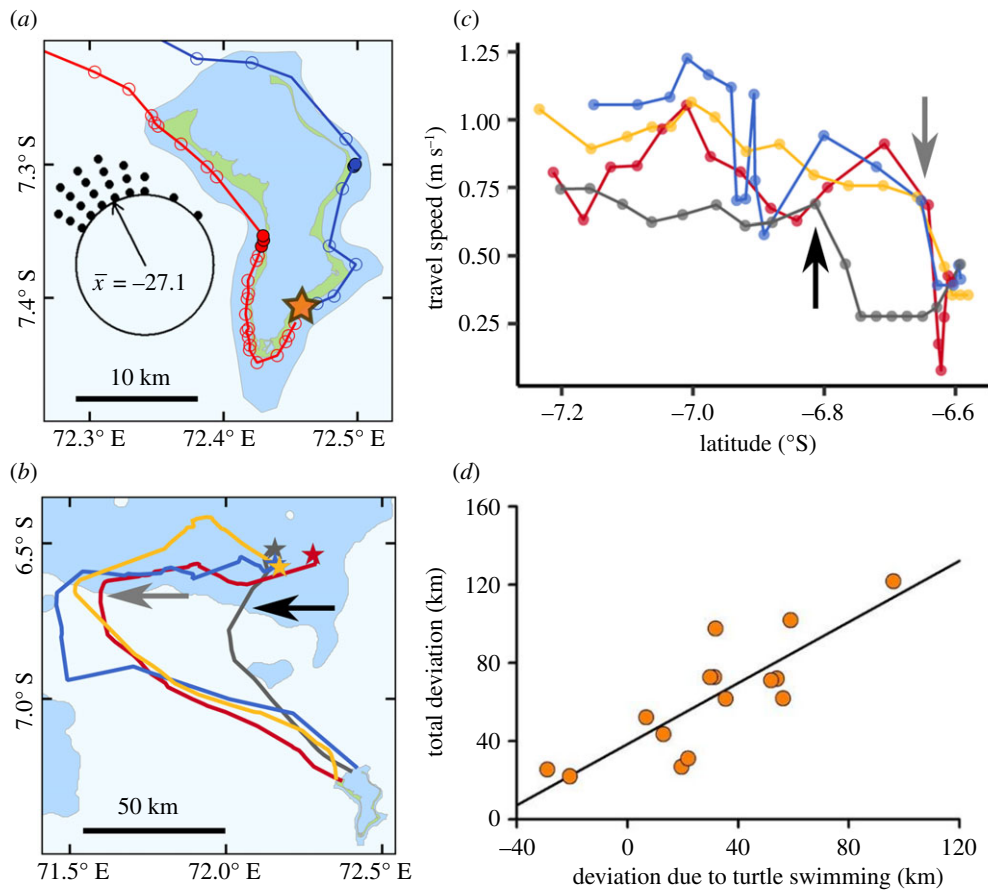 (a)
7.3° S
7.4° S
x̅ = –27.1
10 km
72.3° E 72.4° E 72.5° E
(c)
1.25
1.00
0.75
0.50
0.25
travel speed (m s⁻¹)
–7.2 –7.0 –6.8 –6.6
latitude (°S)
(b)
6.5° S
7.0° S
50 km
71.5° E 72.0° E 72.5° E
(d)
160
120
80
40
0
total deviation (km)
–40 0 40 80 120
deviation due to turtle swimming (km)